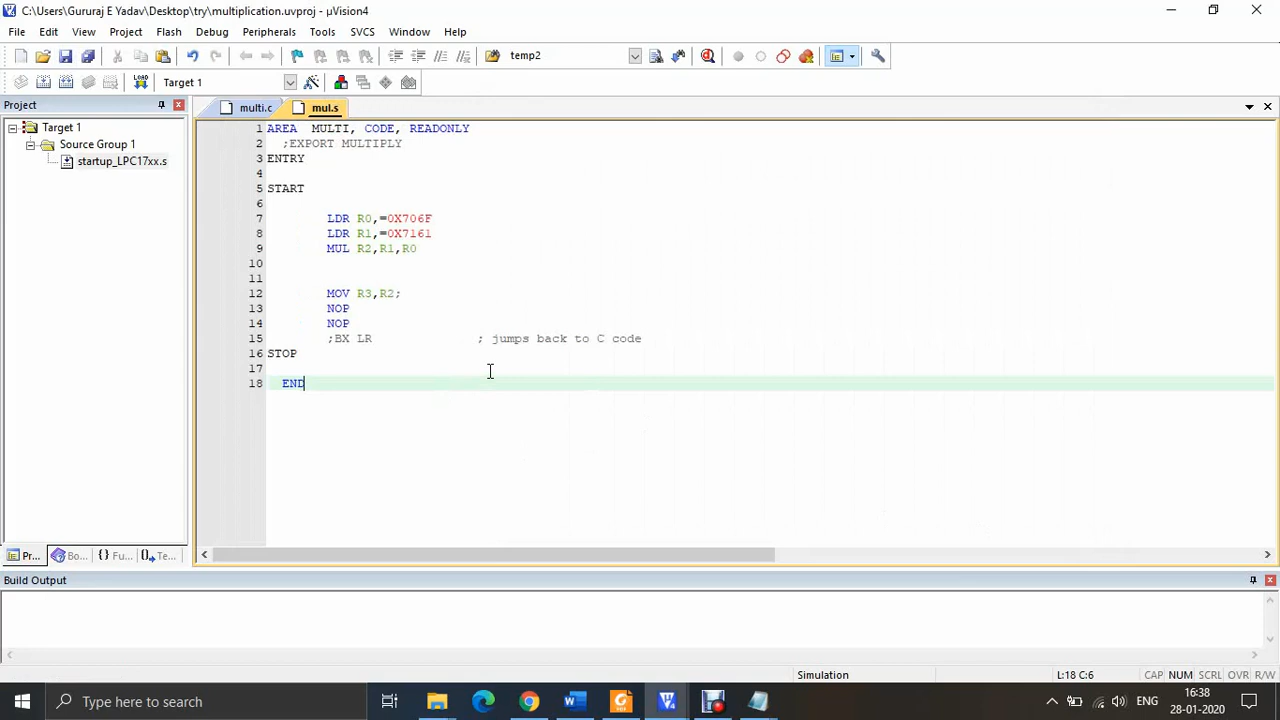 C:\Users\Gururaj E Yadav\Desktop\try\multiplication.uvproj - µVision4
File Edit View Project Flash Debug Peripherals Tools SVCS Window Help
temp2
LOAD Target 1
Project
multi.c mul.s
Target 1
Source Group 1
startup_LPC17xx.s
1 AREA  MULTI, CODE, READONLY
2 ;EXPORT MULTIPLY
3 ENTRY
4
5 START
6
7 LDR R0,=0X706F
8 LDR R1,=0X7161
9 MUL R2,R1,R0
10
11
12 MOV R3,R2;
13 NOP
14 NOP
15 ;BX LR ; jumps back to C code
16 STOP
17
18 END
Pr... Bo... {} Fu... {} Te...
Build Output
Simulation L:18 C:6 CAP NUM SCRL OVR R/W
Type here to search
ENG
16:38
28-01-2020